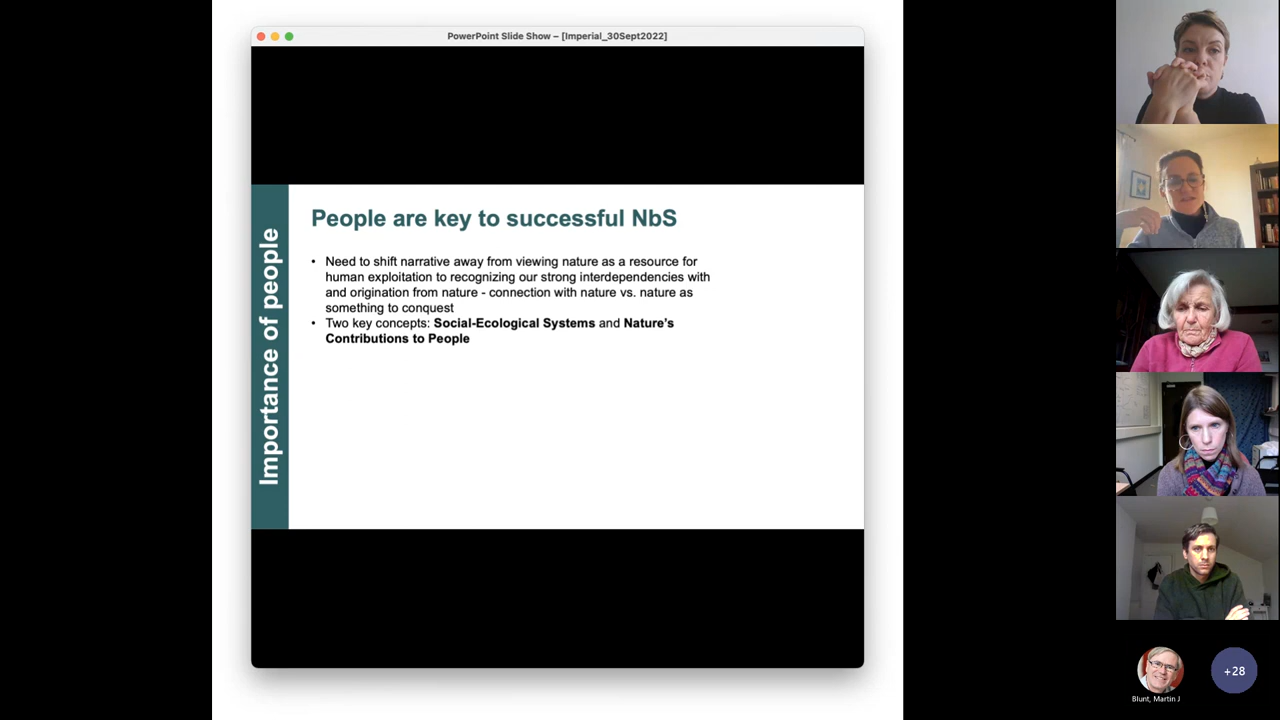 PowerPoint Slide Show – [Imperial_30Sept2022]
Importance of people
People are key to successful NbS
• Need to shift narrative away from viewing nature as a resource for
human exploitation to recognizing our strong interdependencies with
and origination from nature - connection with nature vs. nature as
something to conquest
• Two key concepts: Social-Ecological Systems and Nature's
Contributions to People
Blunt, Martin J
+28